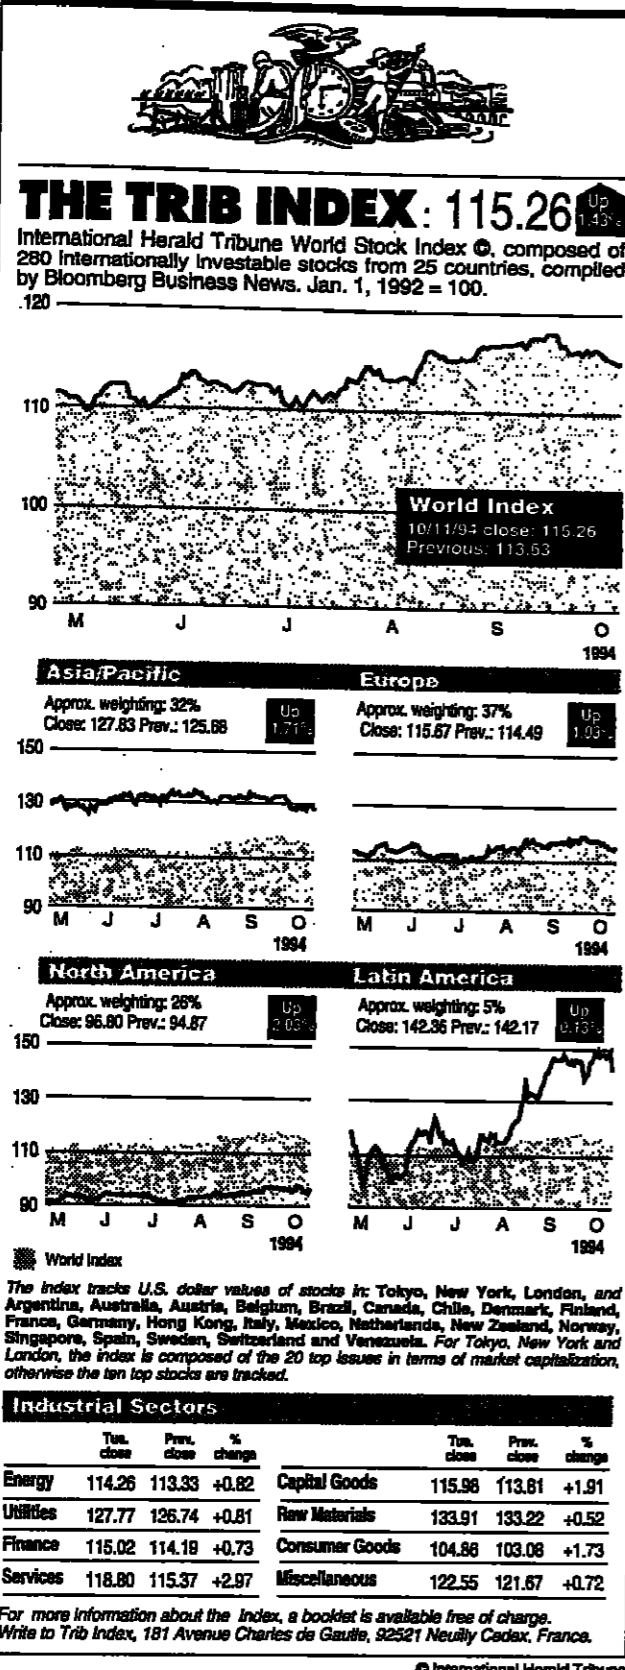 THE TRIB INDEX: 115.26 Up 1.43%
International Herald Tribune World Stock Index ©, composed of
280 internationally investable stocks from 25 countries, compiled
by Bloomberg Business News. Jan. 1, 1992 = 100.
120
110
100
World Index
10/11/94 close: 115.26
Previous: 113.63
90
M J J A S O
1994
Asia/Pacific
Approx. weighting: 32%
Close: 127.83 Prev.: 125.68
Up
1.71%
Europe
Approx. weighting: 37%
Close: 115.67 Prev.: 114.49
Up
1.03%
150
130
110
90
M J J A S O
1994
M J J A S O
1994
North America
Approx. weighting: 26%
Close: 96.80 Prev.: 94.87
Up
2.03%
Latin America
Approx. weighting: 5%
Close: 142.36 Prev.: 142.17
Up
0.13%
150
130
110
90
M J J A S O
1994
M J J A S O
1994
World Index
The index tracks U.S. dollar values of stocks in: Tokyo, New York, London, and
Argentina, Australia, Austria, Belgium, Brazil, Canada, Chile, Denmark, Finland,
France, Germany, Hong Kong, Italy, Mexico, Netherlands, New Zealand, Norway,
Singapore, Spain, Sweden, Switzerland and Venezuela. For Tokyo, New York and
London, the index is composed of the 20 top issues in terms of market capitalization,
otherwise the ten top stocks are tracked.
Industrial Sectors
Tue. close Prev. close % change
Energy 114.26 113.33 +0.82
Utilities 127.77 126.74 +0.81
Finance 115.02 114.19 +0.73
Services 118.80 115.37 +2.97
Tue. close Prev. close % change
Capital Goods 115.98 113.81 +1.91
Raw Materials 133.91 133.22 +0.52
Consumer Goods 104.86 103.08 +1.73
Miscellaneous 122.55 121.67 +0.72
For more information about the Index, a booklet is available free of charge.
Write to Trib Index, 181 Avenue Charles de Gaulle, 92521 Neuilly Cedex, France.
© International Herald Tribune